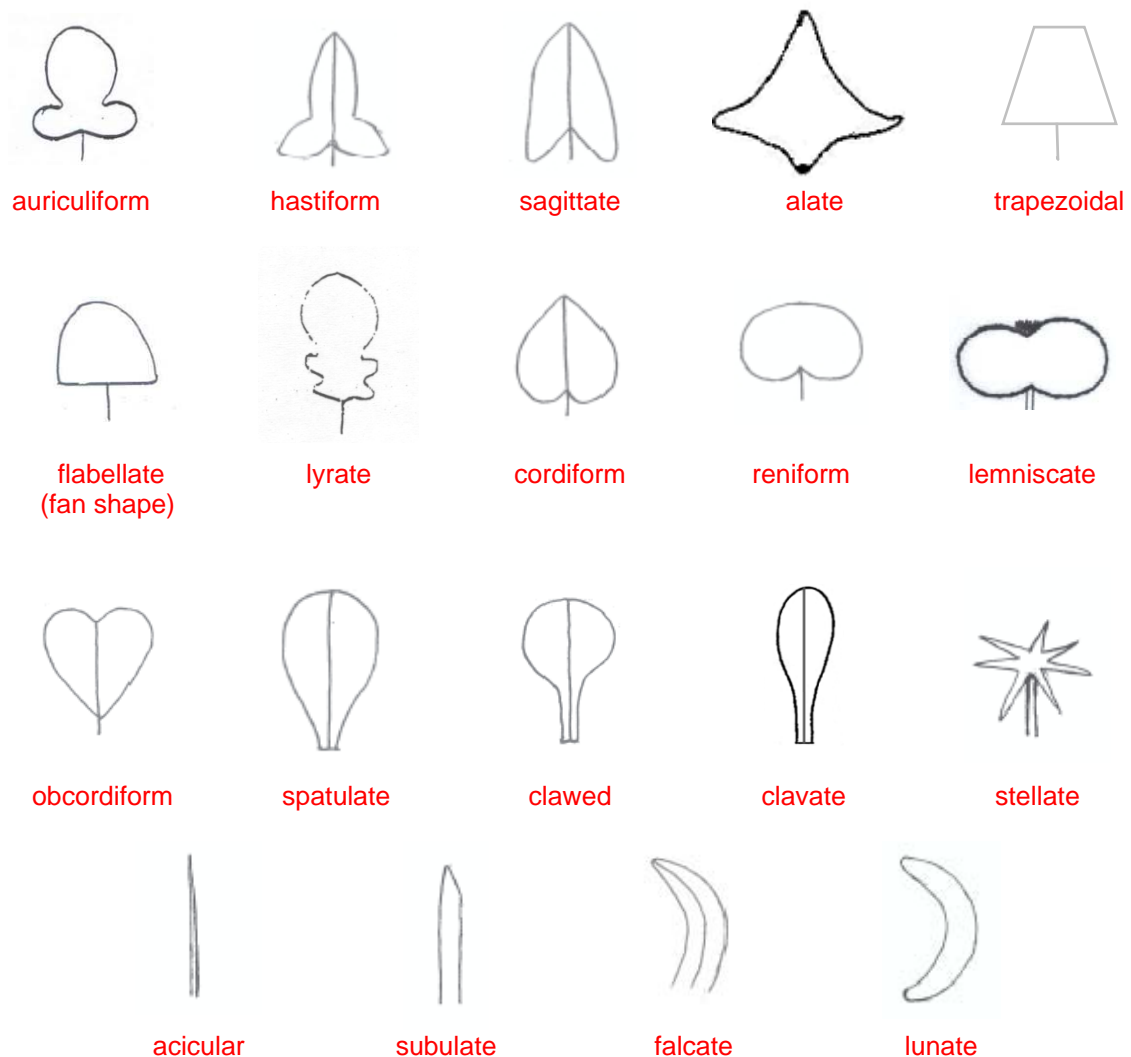 auriculiform
hastiform
sagittate
alate
trapezoidal
flabellate
(fan shape)
lyrate
cordiform
reniform
lemniscate
obcordiform
spatulate
clawed
clavate
stellate
acicular
subulate
falcate
lunate